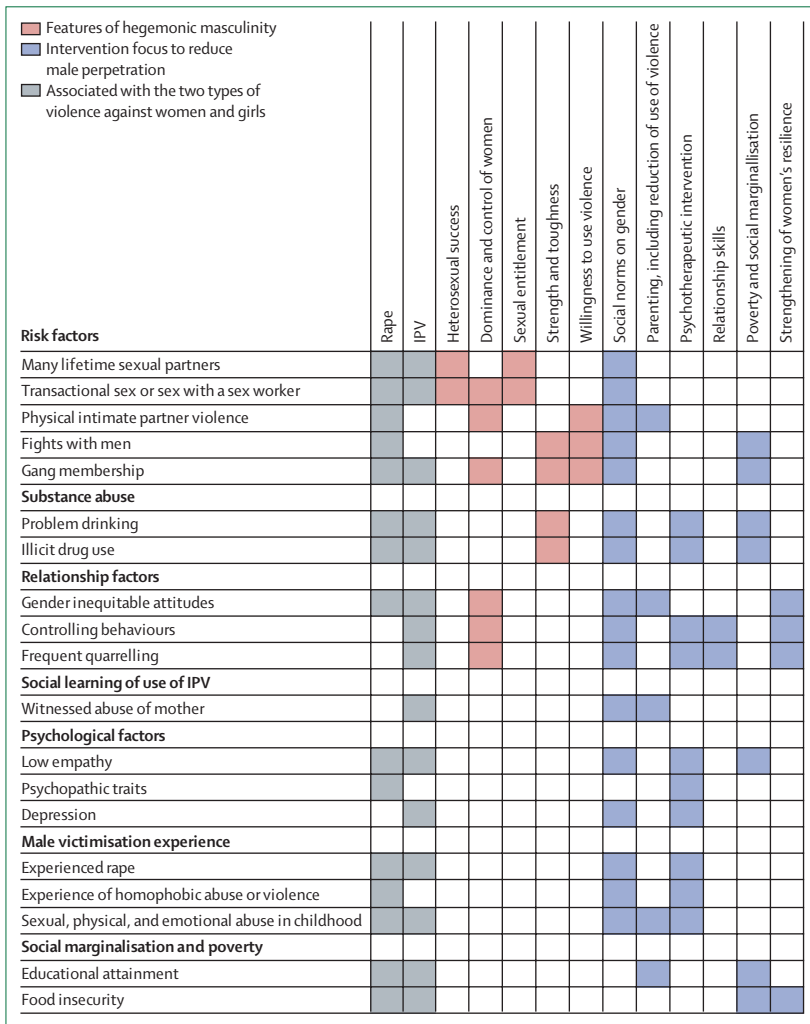 Features of hegemonic masculinity
Intervention focus to reduce
male perpetration
Associated with the two types of
violence against women and girls
Risk factors
Rape
IPV
Heterosexual success
Dominance and control of women
Sexual entitlement
Strength and toughness
Willingness to use violence
Social norms on gender
Parenting, including reduction of use of violence
Psychotherapeutic intervention
Relationship skills
Poverty and social marginallisation
Strengthening of women's resilience
Many lifetime sexual partners
Transactional sex or sex with a sex worker
Physical intimate partner violence
Fights with men
Gang membership
Substance abuse
Problem drinking
Illicit drug use
Relationship factors
Gender inequitable attitudes
Controlling behaviours
Frequent quarrelling
Social learning of use of IPV
Witnessed abuse of mother
Psychological factors
Low empathy
Psychopathic traits
Depression
Male victimisation experience
Experienced rape
Experience of homophobic abuse or violence
Sexual, physical, and emotional abuse in childhood
Social marginalisation and poverty
Educational attainment
Food insecurity